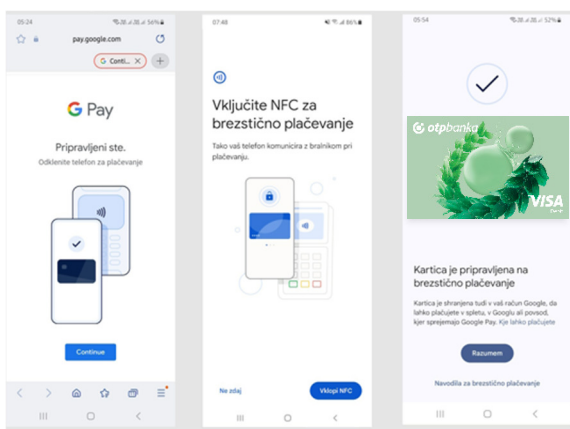 05:24
56%
pay.google.com
G Conti...
G Pay
Pripravljeni ste.
Odklenite telefon za plačevanje
Continue
07:48
86%
Vključite NFC za
brezstično plačevanje
Tako vaš telefon komunicira z bralnikom pri
plačevanju.
Ne zdaj
Vklopi NFC
05:54
52%
otpbanka
VISA
Kartica je pripravljena na
brezstično plačevanje
Kartica je shranjena tudi v vaš račun Google, da
lahko plačujete v spletu, v Googlu ali povsod,
kjer sprejemajo Google Pay. Kje lahko plačujete
Razumem
Navodila za brezstično plačevanje